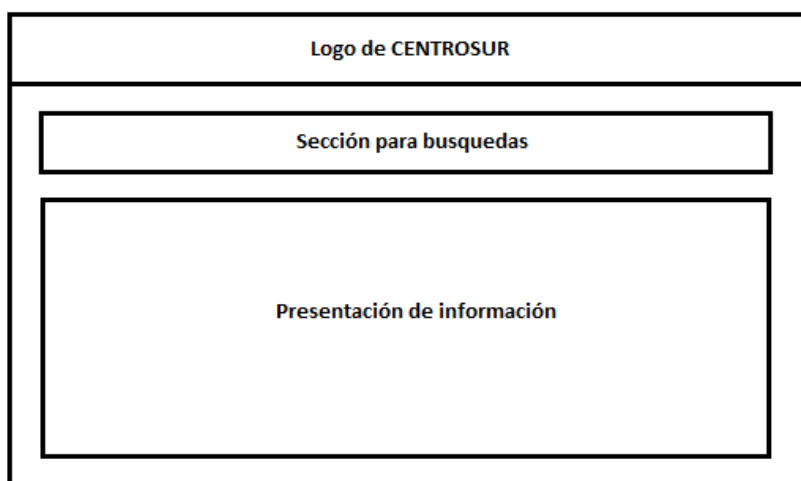 Logo de CENTROSUR
Sección para busquedas
Presentación de información